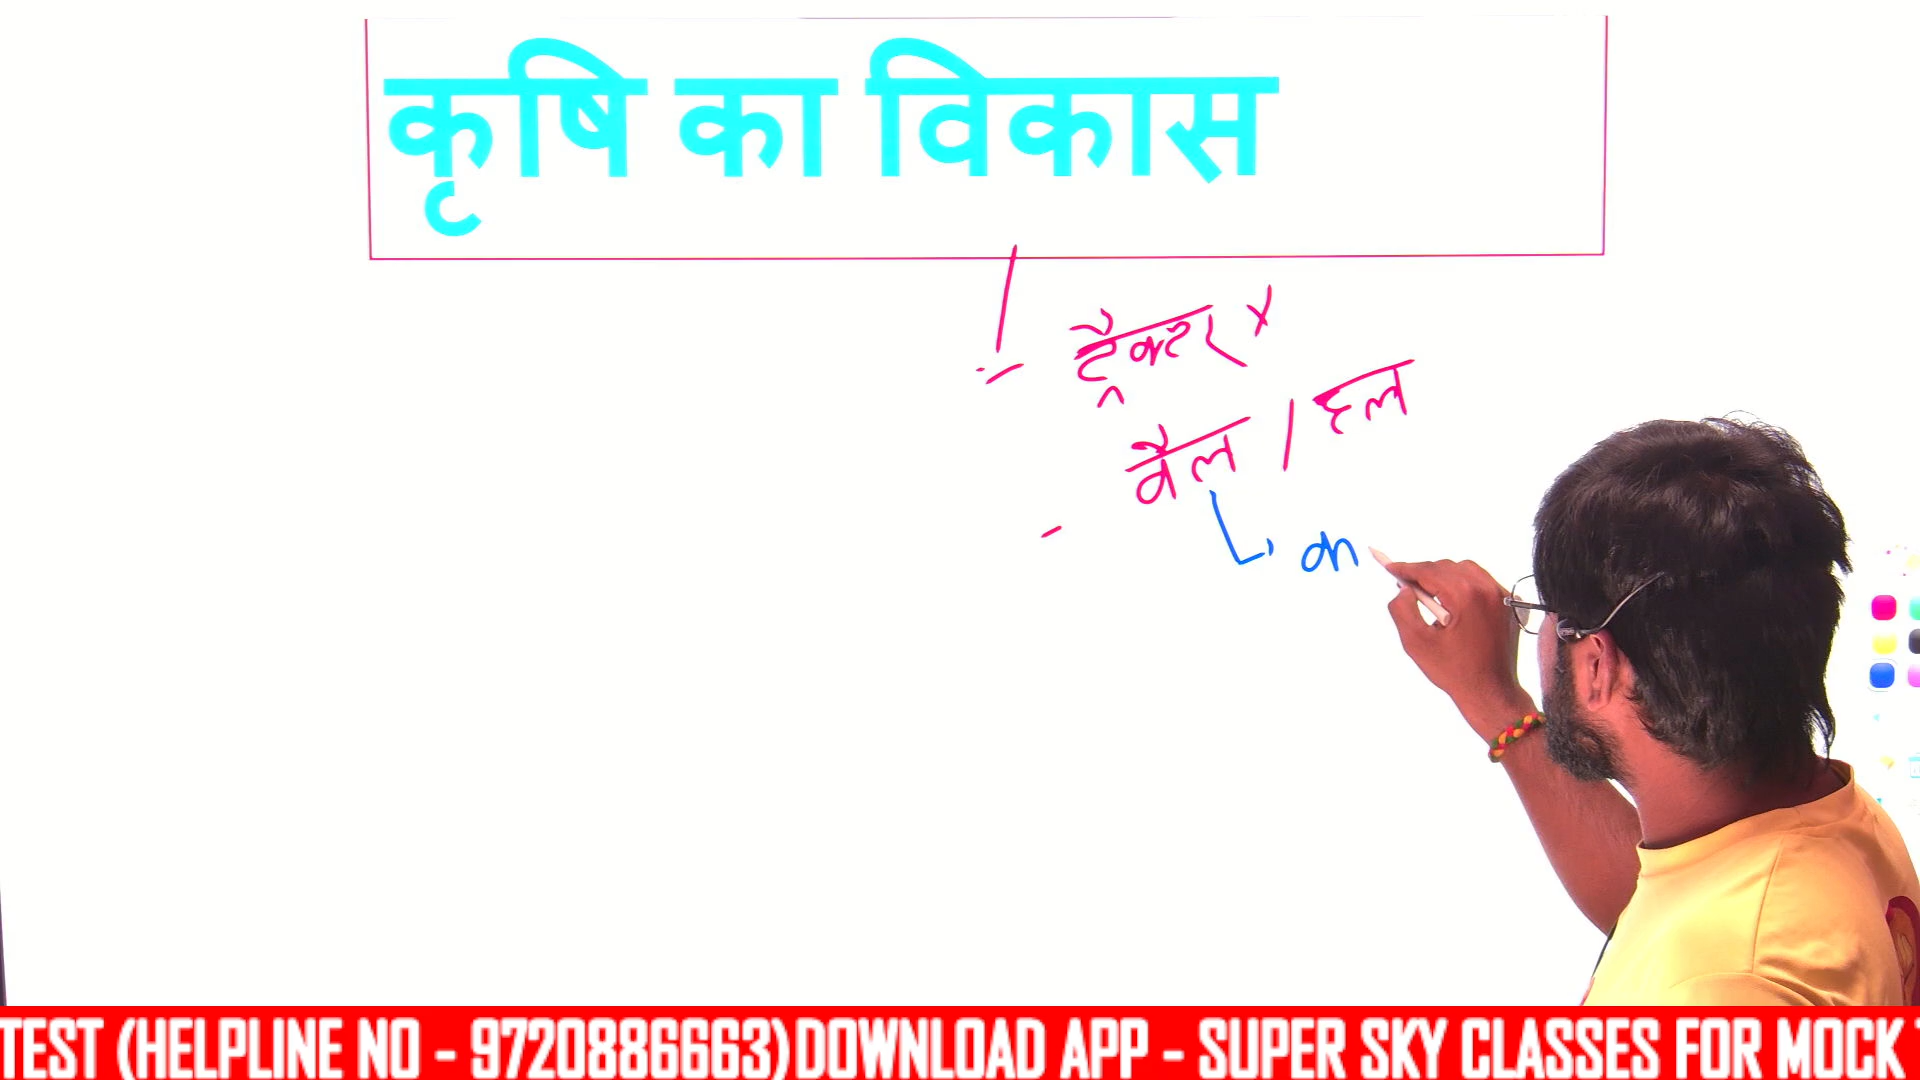 कृषि का विकास
ट्रैक्टर x
बैल / हल
TEST (HELPLINE NO - 9720886663)DOWNLOAD APP - SUPER SKY CLASSES FOR MOCK